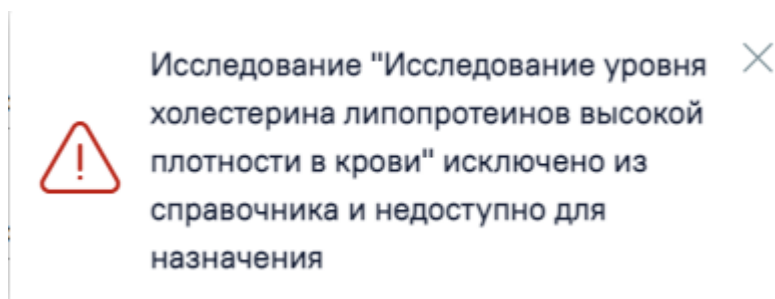 Исследование "Исследование уровня
холестерина липопротеинов высокой
плотности в крови" исключено из
справочника и недоступно для
назначения